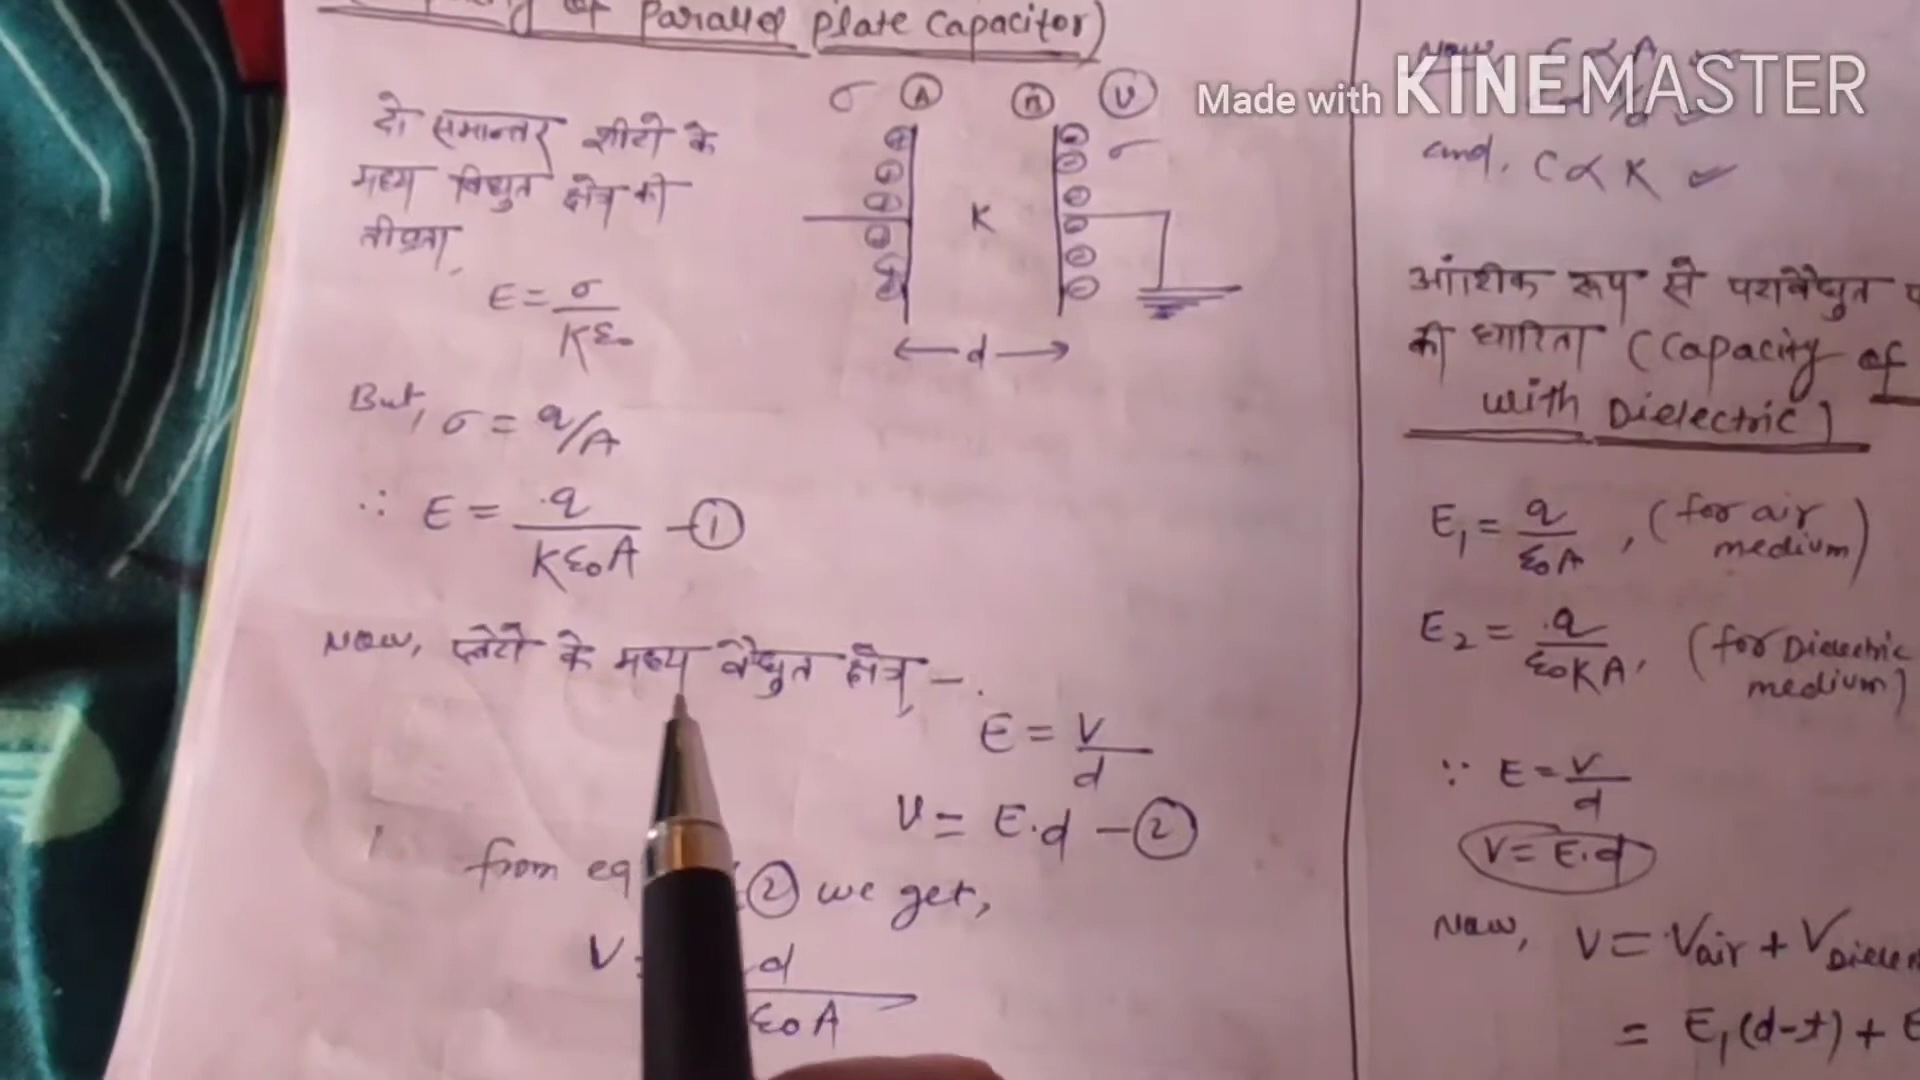 of Parallel plate Capacitor)
दो समान्तर शीटो के
मध्य विधुत क्षेत्र की
तीव्रता,
E = σ/Kε₀
But, σ = q/A
∴ E = q/Kε₀A -①
Now, प्लेटो के मध्य वैधुत क्षेत्र -
E = V/d
V = E.d -②
from eq ② we get,
V d
ε₀A
σ A B V
σ
K
d
Made with KINEMASTER
Now
and, C ∝ K ✓
आंशिक रूप से परावैधुत
की धारिता (Capacity of
with Dielectric)
E₁ = q/ε₀A, (for air medium)
E₂ = q/ε₀KA, (for Dielectric medium)
∵ E = V/d
V = E.d
Now, V = Vair +
= E₁(d-t) +